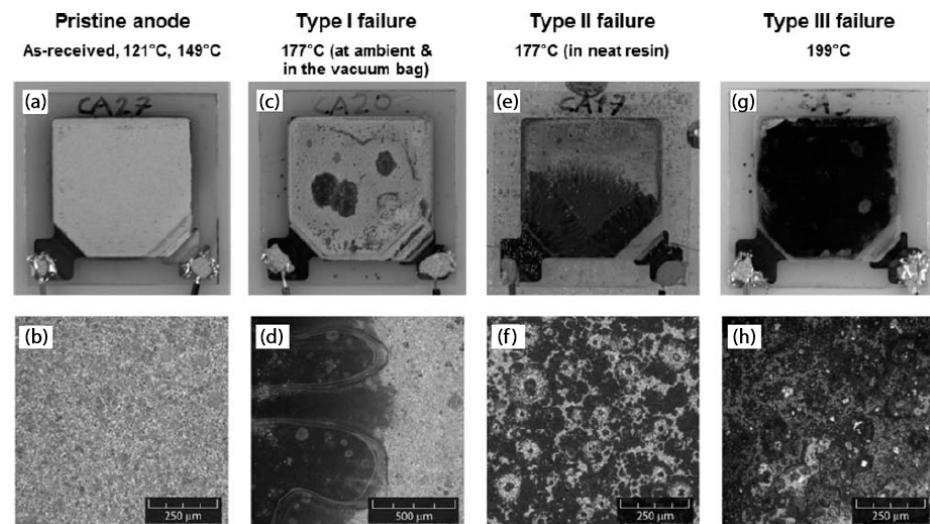 Pristine anode
As-received, 121°C, 149°C
Type I failure
177°C (at ambient &
in the vacuum bag)
Type II failure
177°C (in neat resin)
Type III failure
199°C
(a)
CA27
(c)
CA20
(e)
CA17
(g)
(b)
250 μm
(d)
500 μm
(f)
250 μm
(h)
250 μm